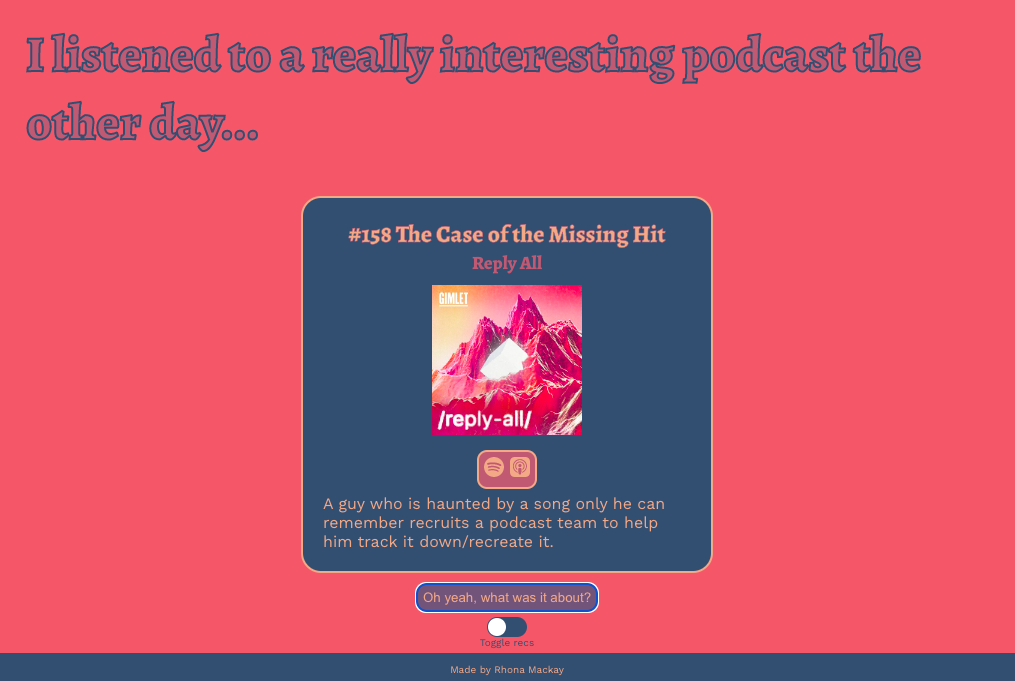 I listened to a really interesting podcast the
other day...
#158 The Case of the Missing Hit
Reply All
GIMLET
/reply-all/
A guy who is haunted by a song only he can
remember recruits a podcast team to help
him track it down/recreate it.
Oh yeah, what was it about?
Toggle recs
Made by Rhona Mackay